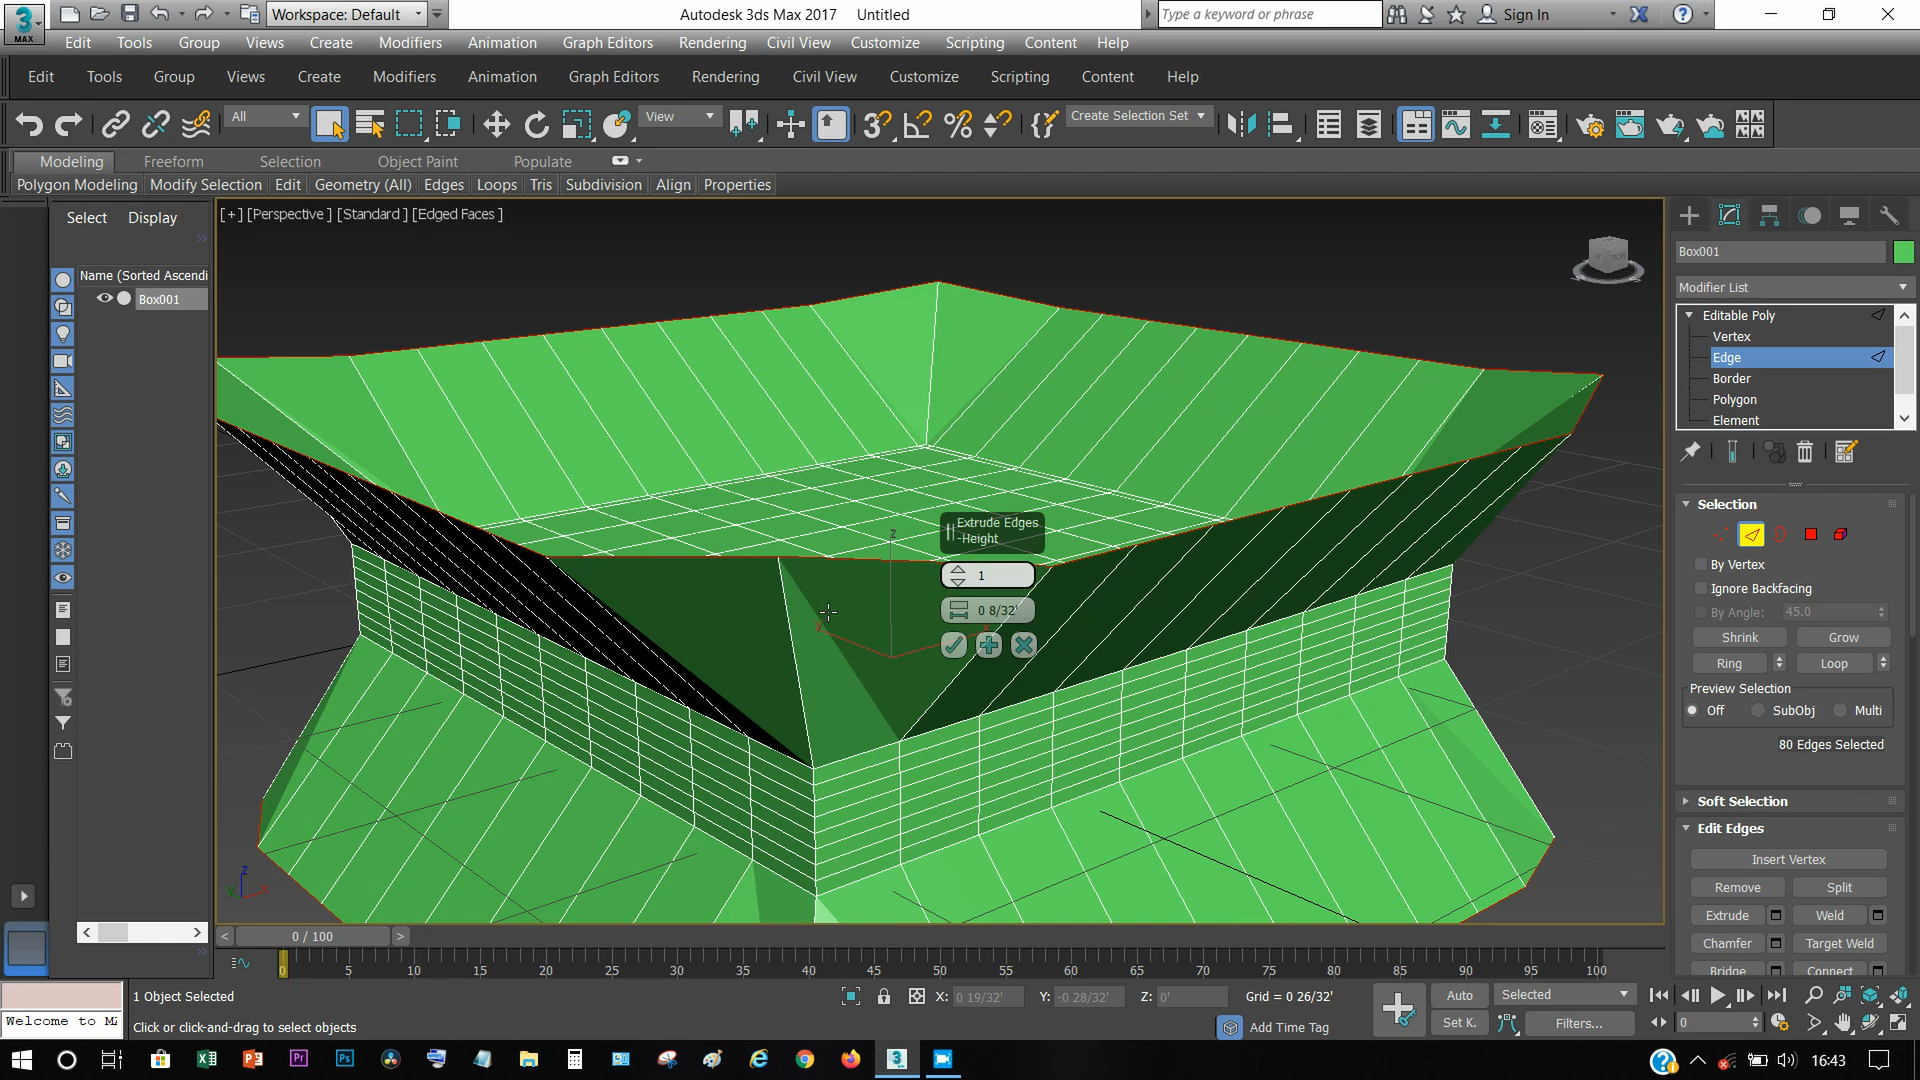 Workspace: Default
Autodesk 3ds Max 2017 Untitled
Type a keyword or phrase
Sign In
3
MAX
Edit Tools Group Views Create Modifiers Animation Graph Editors Rendering Civil View Customize Scripting Content Help
Edit Tools Group Views Create Modifiers Animation Graph Editors Rendering Civil View Customize Scripting Content Help
All
View
Create Selection Set
Modeling Freeform Selection Object Paint Populate
Polygon Modeling Modify Selection Edit Geometry (All) Edges Loops Tris Subdivision Align Properties
Select Display
[+] [Perspective ] [Standard ] [Edged Faces ]
Name (Sorted Ascendi
Box001
Extrude Edges
-Height
1
0 8/32'
z
y
x
Box001
Modifier List
Editable Poly
Vertex
Edge
Border
Polygon
Element
Selection
By Vertex
Ignore Backfacing
By Angle: 45.0
Shrink Grow
Ring Loop
Preview Selection
Off SubObj Multi
80 Edges Selected
Soft Selection
Edit Edges
Insert Vertex
Remove Split
Extrude Weld
Chamfer Target Weld
Bridge Connect
< 0 / 100 >
0 5 10 15 20 25 30 35 40 45 50 55 60 65 70 75 80 85 90 95 100
1 Object Selected
X: 0 19/32' Y: -0 28/32' Z: 0' Grid = 0 26/32'
Auto Selected
Welcome to MA
Click or click-and-drag to select objects
Add Time Tag
Set K. Filters...
0
16:43